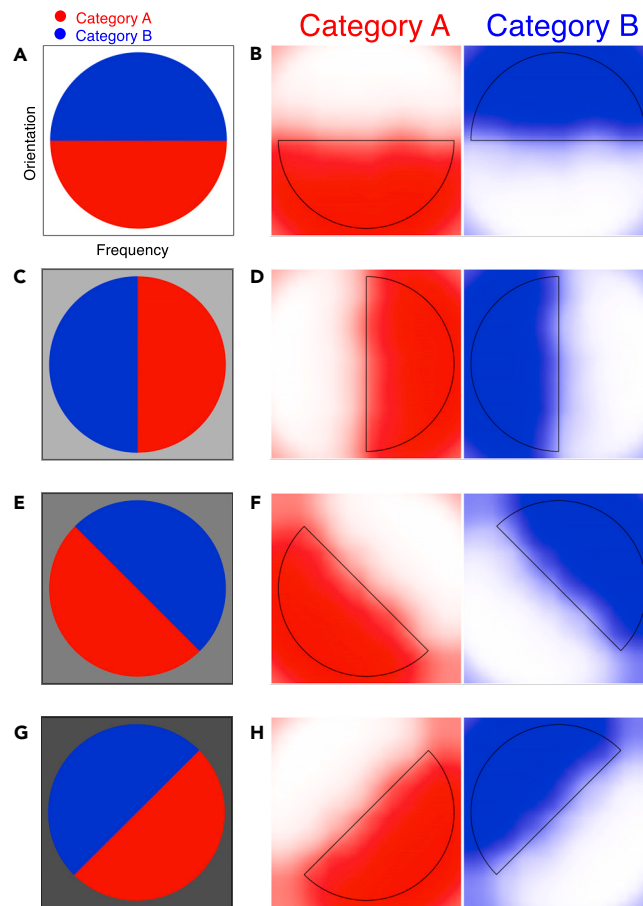 Category A
Category B
Category A
Category B
A
B
Orientation
Frequency
C
D
E
F
G
H